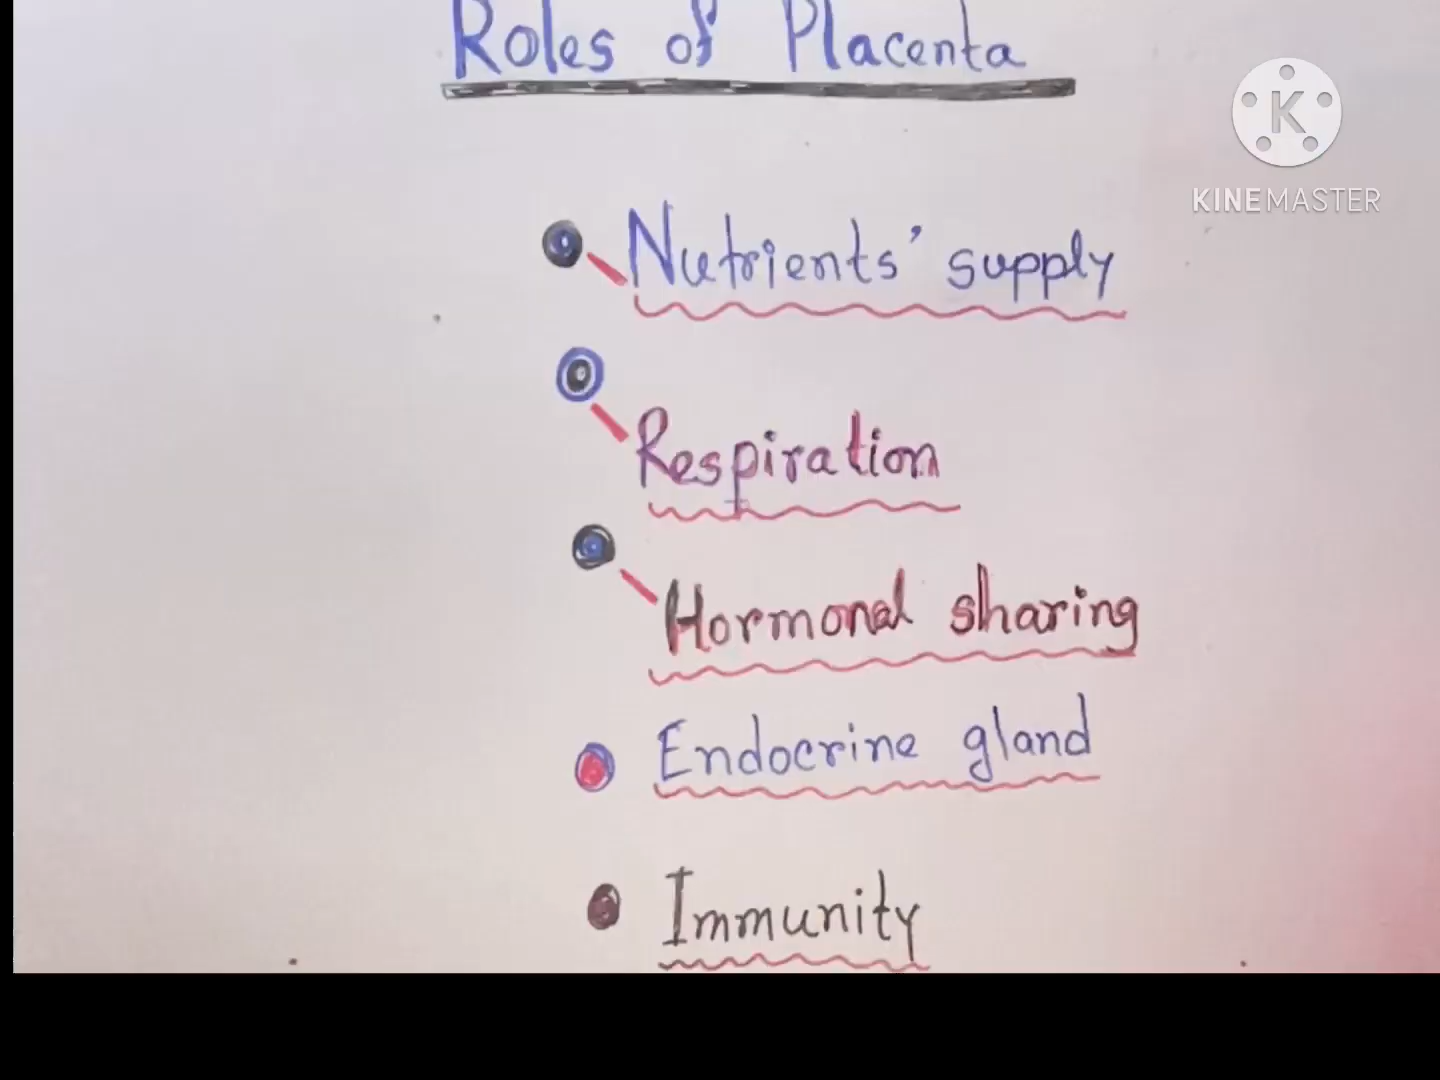 Roles of Placenta
K
KINEMASTER
Nutrients' supply
Respiration
Hormonal sharing
Endocrine gland
Immunity